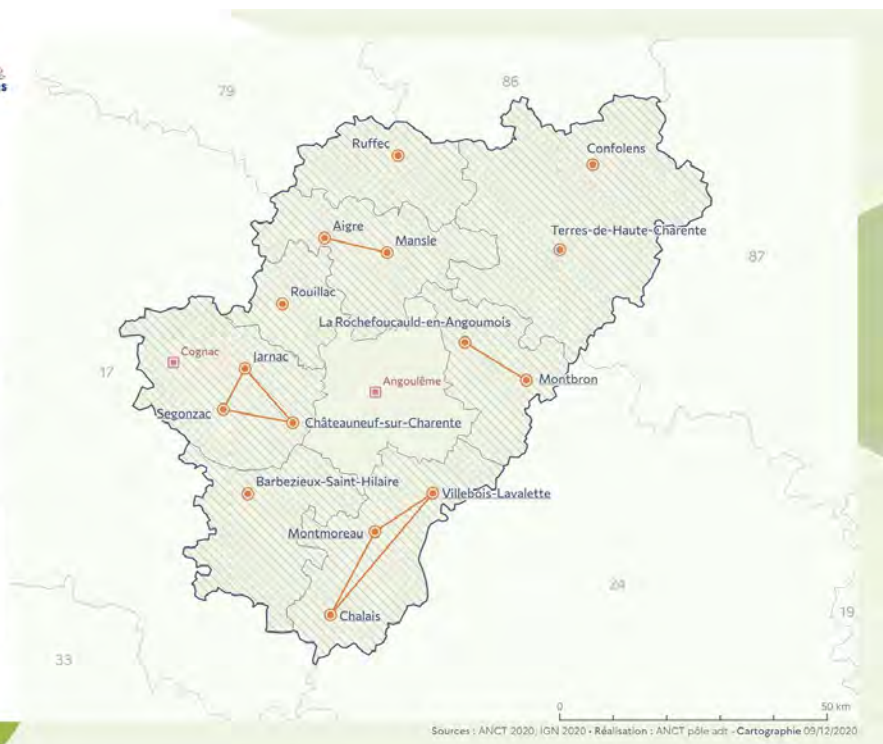 79
86
Ruffec
Confolens
Aigre
Mansle
Terres-de-Haute-Charente
87
Rouillac
La Rochefoucauld-en-Angoumois
Cognac
Jarnac
17
Angoulême
Montbron
Segonzac
Châteauneuf-sur-Charente
Barbezieux-Saint-Hilaire
Villebois-Lavalette
Montmoreau
24
Chalais
19
33
0
50 km
Sources : ANCT 2020, IGN 2020 - Réalisation : ANCT pôle adt - Cartographie 09/12/2020